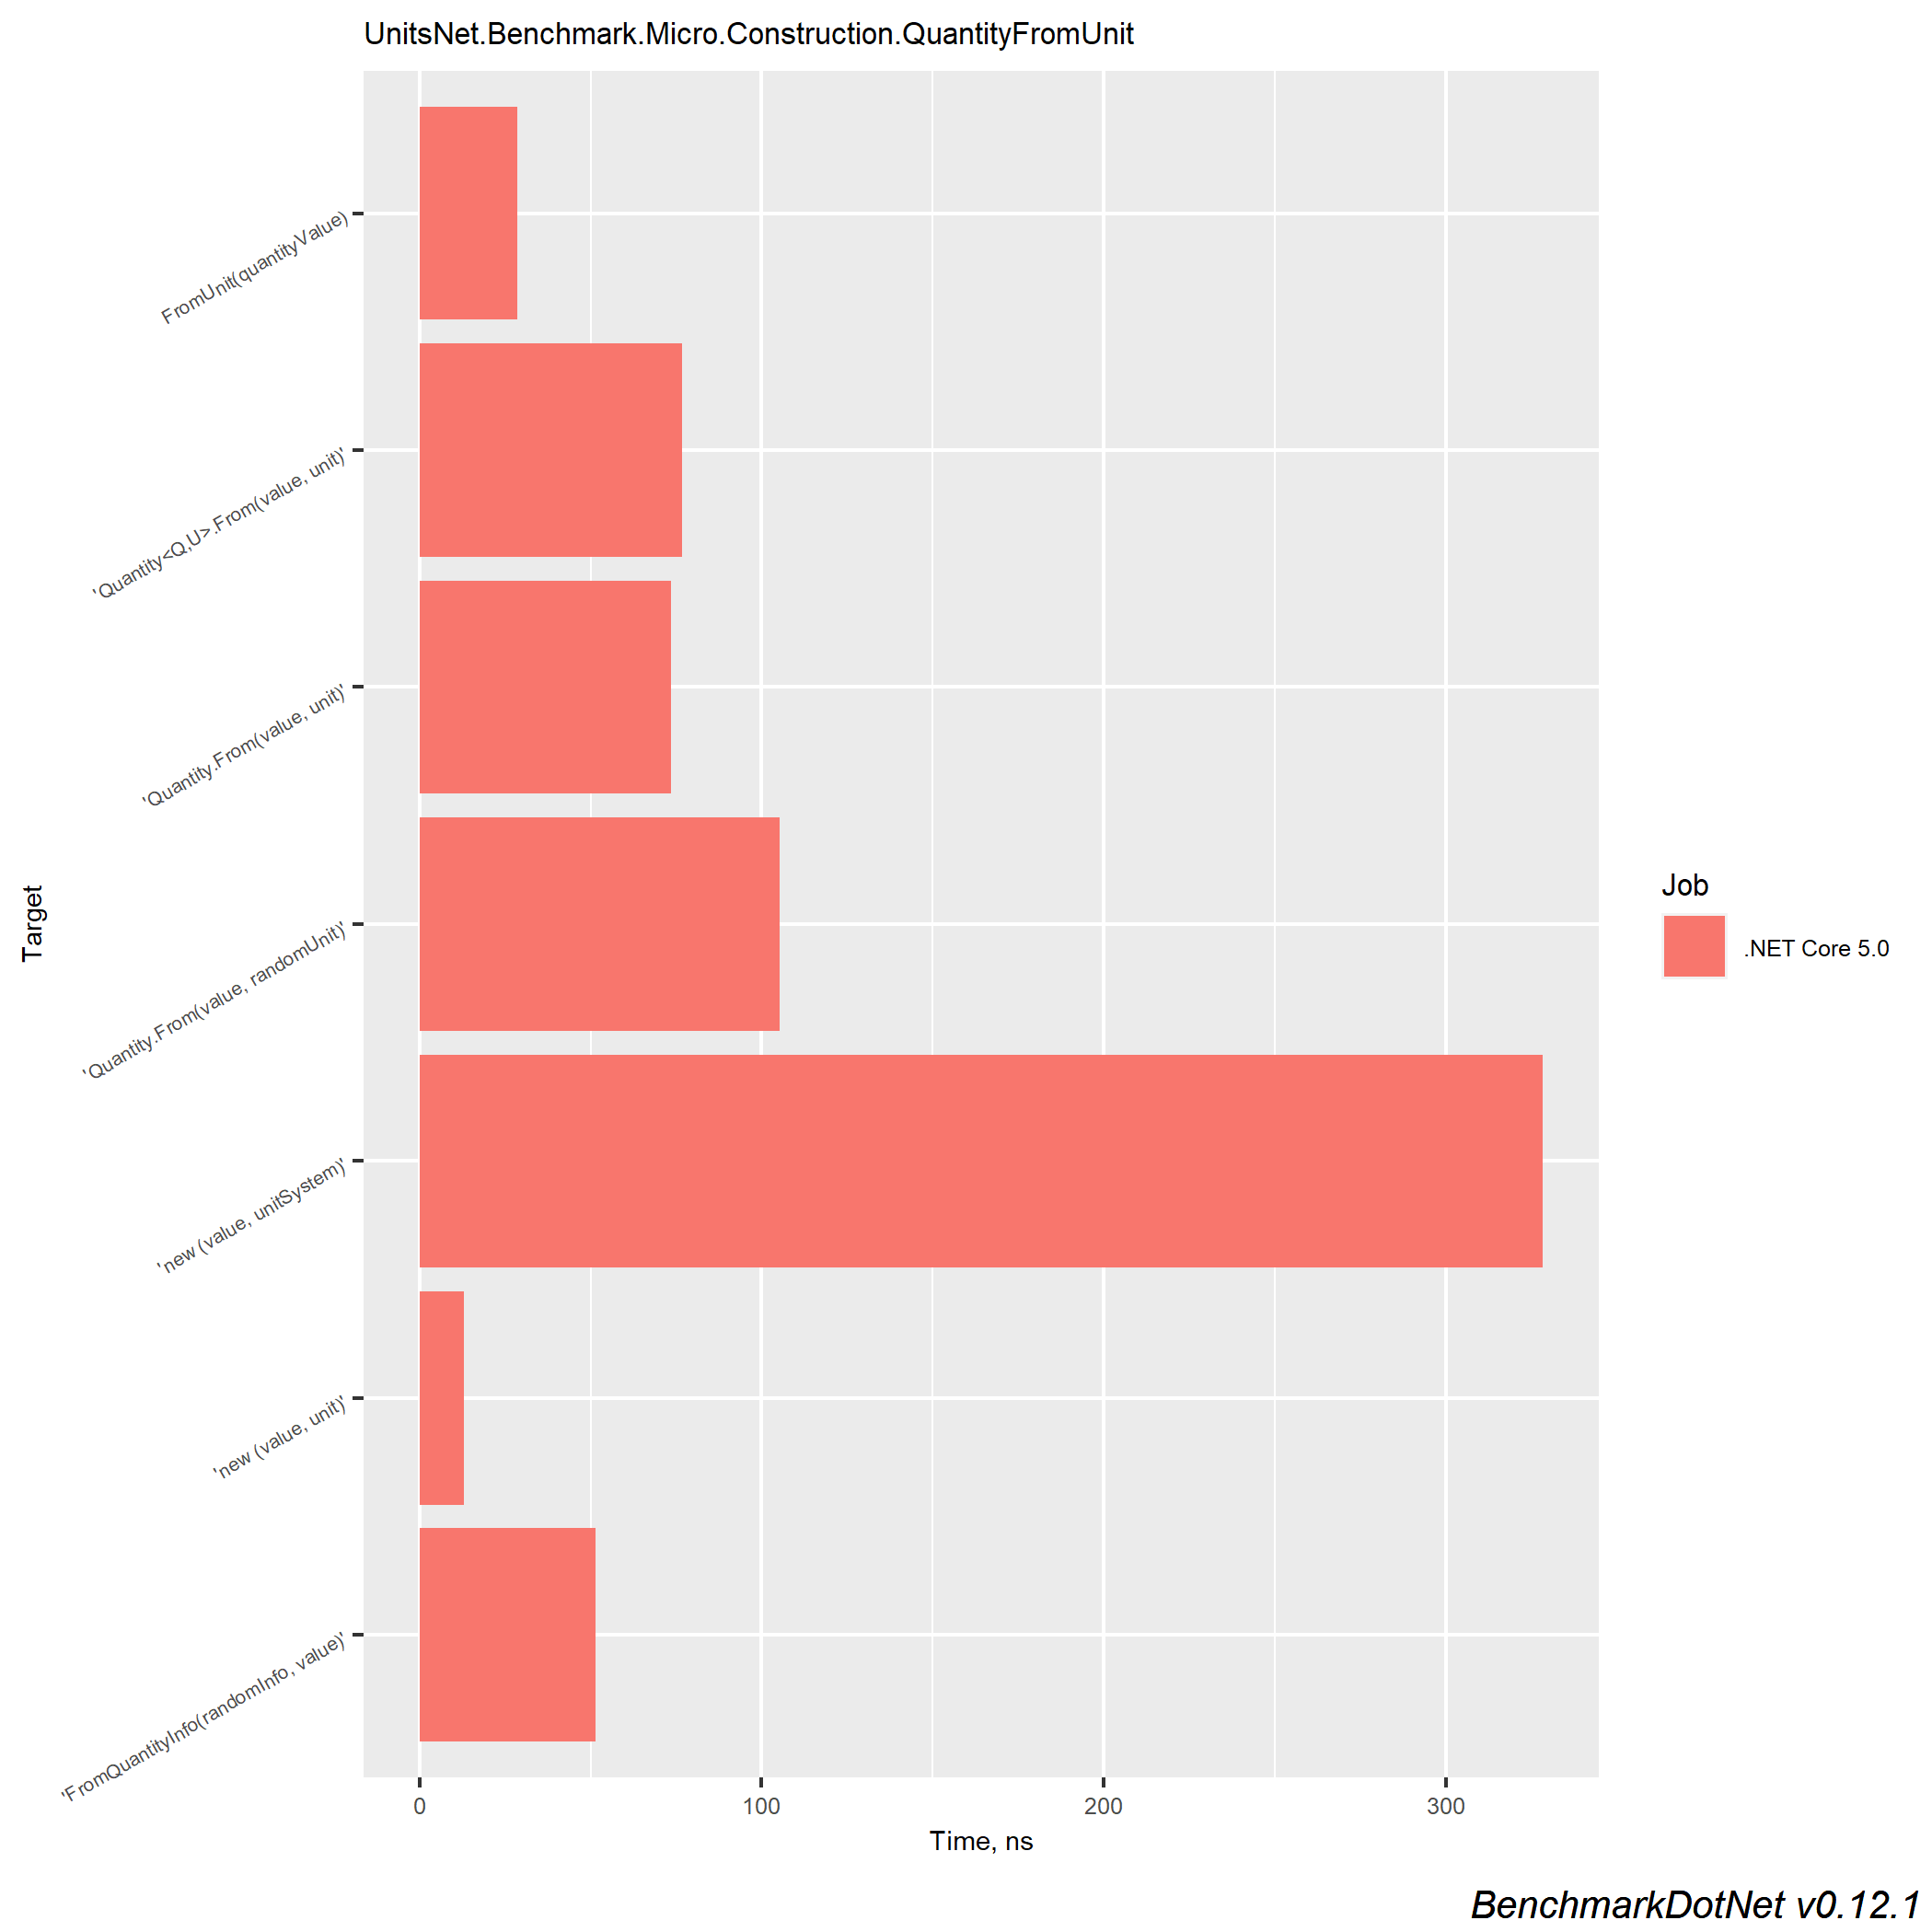 UnitsNet.Benchmark.Micro.Construction.QuantityFromUnit
FromUnit(quantityValue)
'Quantity<Q,U>.From(value, unit)'
'Quantity.From(value, unit)'
'Quantity.From(value, randomUnit)'
'new (value, unitSystem)'
'new (value, unit)'
'FromQuantityInfo(randomInfo, value)'
Target
0
100
200
300
Time, ns
Job
.NET Core 5.0
BenchmarkDotNet v0.12.1